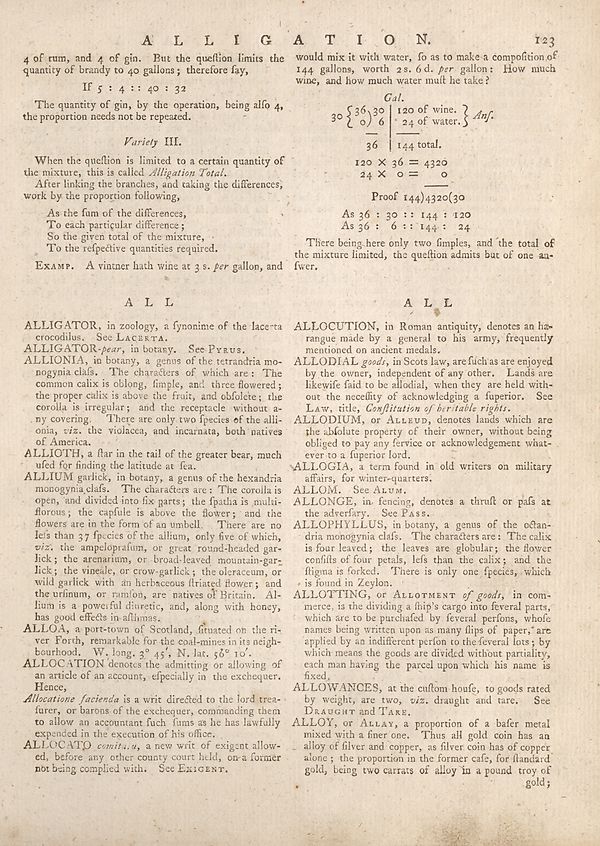 A L L I G A T I O N. 123
4 of rum, and 4 of gin. But the queſtion limits the
quantity of brandy to 40 gallons; therefore ſay,
If 5 : 4 :: 40 : 32
The quantity of gin, by the operation, being alſo 4,
the proportion needs not be repeated.
Variety III.
When the queſtion is limited to a certain quantity of
the mixture, this is called Alligation Total.
After linking the branches, and taking the differences,
work by the proportion following,
As the ſum of the differences,
To each particular difference;
So the given total of the mixture,
To the reſpective quantities required.
EXAMP. A vintner hath wine at 3 s. per gallon, and
would mix it with water, ſo as to make a compoſition of
144 gallons, worth 2 s. 6 d. per gallon: How much
wine, and how much water muſt he take?
Gal.
30 { 36 ) 30 | 120 of wine. } Anſ.
{ 0 ) 6 | 24 of water. }
36 | 144 total.
120 × 36 = 4320
24 × 0 = 0
Proof 144)4320(30
As 36 : 30 :: 144 : 120
As 36 : 6 :: 144 : 24
There being here only two ſimples, and the total of
the mixture limited, the queſtion admits but of one an-
ſwer.
A L L
ALLIGATOR, in zoology, a ſynonime of the lacerta
crocodilus. See LACERTA.
ALLIGATOR-pear, in botany. See PYRUS.
ALLIONIA, in botany, a genus of the tetrandria mo-
nogynia claſs. The characters of which are: The
common calix is oblong, ſimple, and three flowered;
the proper calix is above the fruit, and obſolete; the
corolla is irregular; and the receptacle without a-
ny covering. There are only two ſpecies of the alli-
onia, viz. the violacea, and incarnata, both natives
of America.
ALLIOTH, a ſtar in the tail of the greater bear, much
uſed for finding the latitude at ſea.
ALLIUM garlick, in botany, a genus of the hexandria
monogynia claſs. The characters are: The corolla is
open, and divided into ſix parts; the ſpatha is multi-
florous; the capſule is above the flower; and the
flowers are in the form of an umbell. There are no
leſs than 37 ſpecies of the allium, only five of which,
viz. the ampeloprafum, or great round-headed gar-
lick; the arenarium, or broad-leaved mountain-gar-
lick; the vineale, or crow-garlick; the oleraceum, or
wild garlick with an herbaceous ſtriated flower; and
the urſinum, or ramſon, are natives of Britain. Al-
lium is a powerful diuretic, and, along with honey,
has good effects in aſthmas.
ALLOA, a port-town of Scotland, ſituated on the ri-
ver Forth, remarkable for the coal-mines in its neigh-
bourhood. W. long. 3° 45′, N. lat. 56° 10′.
ALLOCATION denotes the admitting or allowing of
an article of an account, eſpecially in the exchequer.
Hence,
Allocatione facienda is a writ directed to the lord trea-
ſurer, or barons of the exchequer, commanding them
to allow an accountant ſuch ſums as he has lawfully
expended in the execution of his office.
ALLOCATO comitatu, a new writ of exigent allow-
ed, before any other county court held, on a former
not being complied with. See EXIGENT.
A L L
ALLOCUTION, in Roman antiquity, denotes an ha-
rangue made by a general to his army, frequently
mentioned on ancient medals.
ALLODIAL goods, in Scots law, are ſuch as are enjoyed
by the owner, independent of any other. Lands are
likewiſe ſaid to be allodial, when they are held with-
out the neceſſity of acknowledging a ſuperior. See
LAW, title, Conſtitution of heritable rights.
ALLODIUM, or ALLEUD, denotes lands which are
the abſolute property of their owner, without being
obliged to pay any ſervice or acknowledgement what-
ever to a ſuperior lord.
ALLOGIA, a term found in old writers on military
affairs, for winter-quarters.
ALLOM. See ALUM.
ALLONGE, in fencing, denotes a thruſt or paſs at
the adverſary. See PASS.
ALLOPHYLLUS, in botany, a genus of the octan-
dria monogynia claſs. The characters are: The calix
is four leaved; the leaves are globular; the flower
conſiſts of four petals, leſs than the calix; and the
ſtigma is forked. There is only one ſpecies, which
is found in Zeylon.
ALLOTTING, or ALLOTMENT of goods, in com-
merce, is the dividing a ſhip's cargo into ſeveral parts,
which are to be purchaſed by ſeveral perſons, whoſe
names being written upon as many ſlips of paper, are
applied by an indifferent perſon to the ſeveral lots; by
which means the goods are divided without partiality,
each man having the parcel upon which his name is
fixed.
ALLOWANCES, at the cuſtom-houſe, to goods rated
by weight, are two, viz. draught and tare. See
DRAUGHT and TARE.
ALLOY, or ALLAY, a proportion of a baſer metal
mixed with a finer one. Thus all gold coin has an
alloy of ſilver and copper, as ſilver coin has of copper
alone; the proportion in the former caſe, for ſtandard
gold, being two carrats of alloy in a pound troy of
gold;